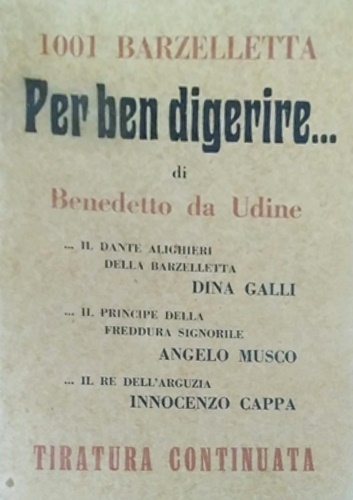 1001 BARZELLETTA
Per ben digerire...
di
Benedetto da Udine
... IL DANTE ALIGHIERI
DELLA BARZELLETTA
DINA GALLI
... IL PRINCIPE DELLA
FREDDURA SIGNORILE
ANGELO MUSCO
... IL RE DELL'ARGUZIA
INNOCENZO CAPPA
TIRATURA CONTINUATA